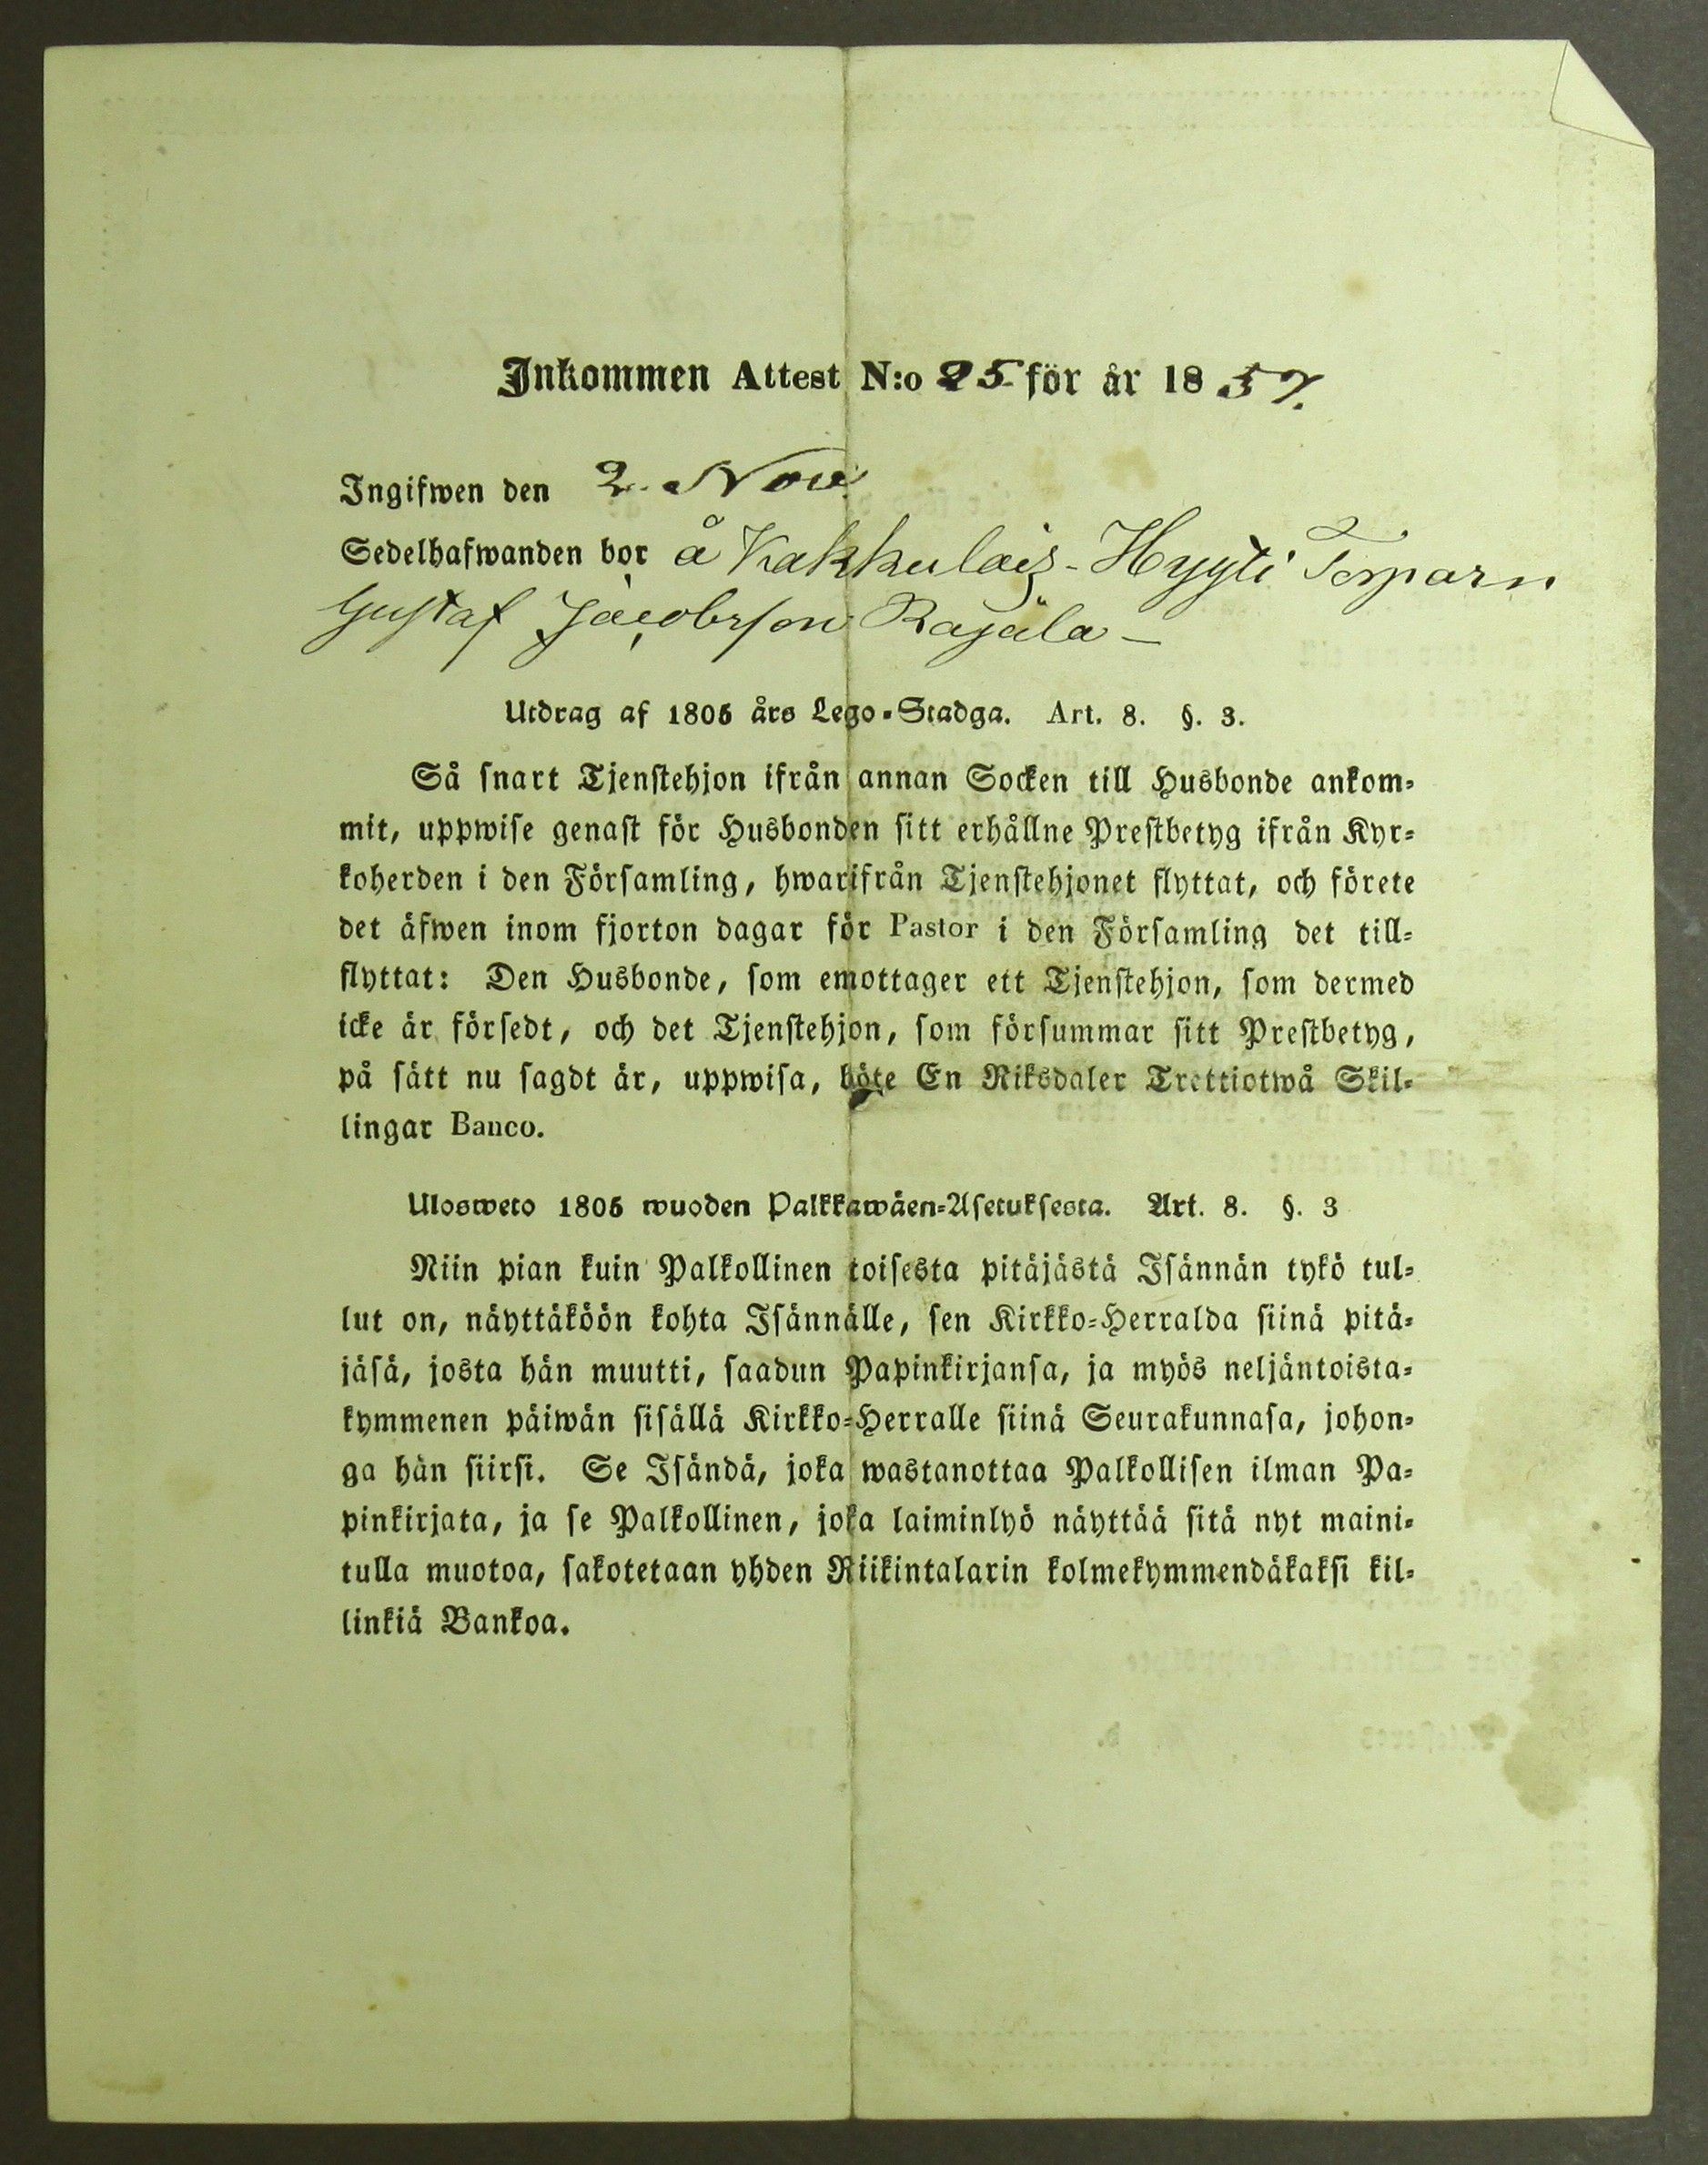 Inkommen Attest N:o 25 för år 1857.
Ingifwen den 2. Nov.
Sedelhafwanden bor å Kakkulais-Hyyti Torparn
Gustaf Jacobsson Rajala —
Utdrag af 1805 års Lego-Stadga. Art. 8. §. 3.
Så snart Tjenstehjon ifrån annan Socken till Husbonde ankom-
mit, uppwise genast för Husbonden sitt erhållne Prestbetyg ifrån Kyr-
koherden i den Församling, hwarifrån Tjenstehjonet flyttat, och förete
det äfwen inom fjorton dagar för Pastor i den Församling det till-
flyttat: Den Husbonde, som emottager ett Tjenstehjon, som dermed
icke är försedt, och det Tjenstehjon, som försummar sitt Prestbetyg,
på sätt nu sagdt är, uppwisa, böte En Riksdaler Trettiotwå Skil-
lingar Banco.
Ulosweto 1805 wuoden Palkkawäen-Asetuksesta. Art. 8. §. 3
Niin pian kuin Palkollinen toisesta pitäjästä Isännän tykö tul-
lut on, näyttäköön kohta Isännälle, sen Kirkko-Herralda siinä pitä-
jäsä, josta hän muutti, saadun Papinkirjansa, ja myös neljäntoista-
kymmenen päiwän sisällä Kirkko-Herralle siinä Seurakunnasa, johon-
ga hän siirsi. Se Isändä, joka wastanottaa Palkollisen ilman Pa-
pinkirjata, ja se Palkollinen, joka laiminlyö näyttää sitä nyt maini-
tulla muotoa, sakotetaan yhden Riikintalarin kolmekymmendäkaksi kil-
linkiä Bankoa.